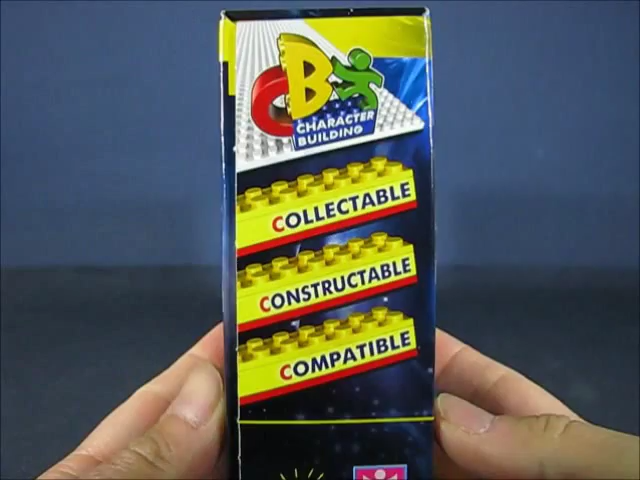 CB
CHARACTER
BUILDING
COLLECTABLE
CONSTRUCTABLE
COMPATIBLE